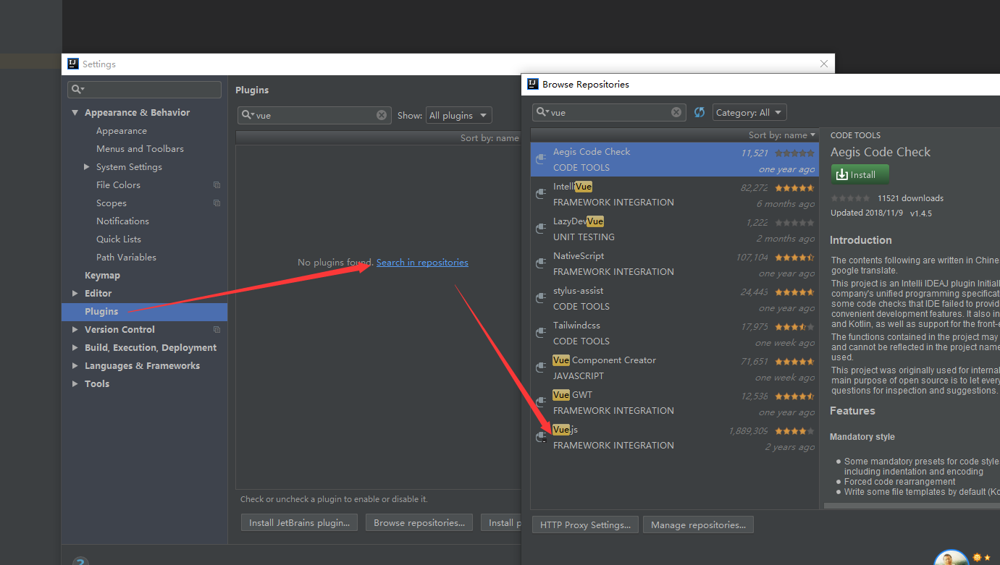 Settings
Appearance & Behavior
Appearance
Menus and Toolbars
System Settings
File Colors
Scopes
Notifications
Quick Lists
Path Variables
Keymap
Editor
Plugins
Version Control
Build, Execution, Deployment
Languages & Frameworks
Tools
?
Plugins
vue
Show: All plugins
Sort by: name
No plugins found. Search in repositories
Check or uncheck a plugin to enable or disable it.
Install JetBrains plugin... Browse repositories... Install p
Browse Repositories
vue
Category: All
Sort by: name
Aegis Code Check 11,521
CODE TOOLS one year ago
IntelliVue 82,272
FRAMEWORK INTEGRATION 6 months ago
LazyDevVue 1,222
UNIT TESTING 2 months ago
NativeScript 107,104
FRAMEWORK INTEGRATION one year ago
stylus-assist 24,443
CODE TOOLS one year ago
Tailwindcss 17,975
CODE TOOLS one week ago
Vue Component Creator 71,651
JAVASCRIPT one week ago
Vue GWT 12,538
FRAMEWORK INTEGRATION one year ago
Vue.js 1,889,309
FRAMEWORK INTEGRATION 2 years ago
HTTP Proxy Settings... Manage repositories...
CODE TOOLS
Aegis Code Check
Install
11521 downloads
Updated 2018/11/9 v1.4.5
Introduction
The contents following are written in Chine
google translate.
This project is an Intelli IDEAJ plugin Initiall
company's unified programming specificat
some code checks that IDE failed to provid
convenient development features. It also in
and Kotlin, as well as support for the front-e
The functions contained in the project may
and cannot be reflected in the project name
used.
This project was originally used for internal
main purpose of open source is to let every
questions for inspection and suggestions.
Features
Mandatory style
Some mandatory presets for code style
including indentation and encoding
Forced code rearrangement
Write some file templates by default (Ko